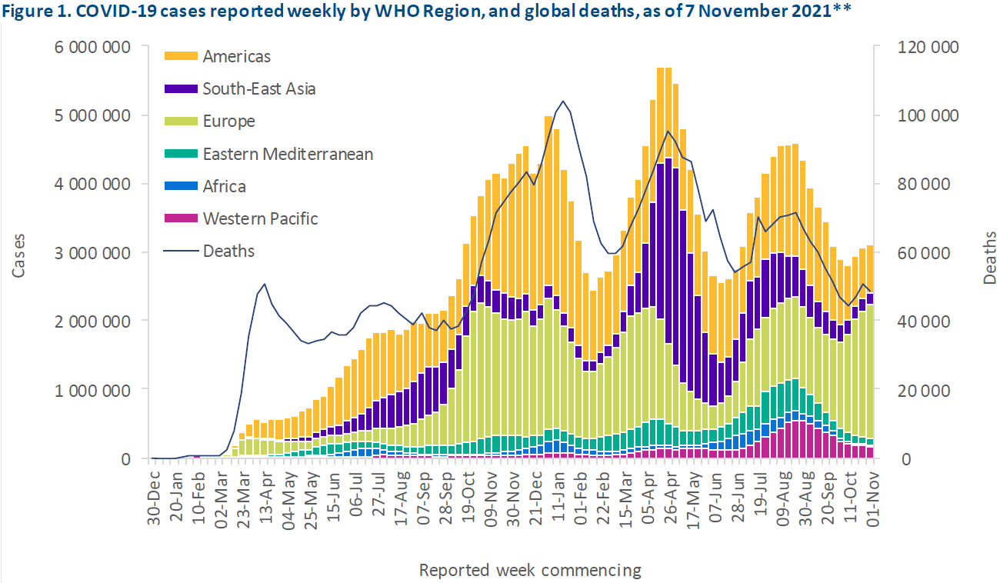 Figure 1. COVID-19 cases reported weekly by WHO Region, and global deaths, as of 7 November 2021**
6 000 000
5 000 000
4 000 000
3 000 000
2 000 000
1 000 000
0
Cases
Americas
South-East Asia
Europe
Eastern Mediterranean
Africa
Western Pacific
Deaths
120 000
100 000
80 000
60 000
40 000
20 000
0
Deaths
30-Dec
20-Jan
10-Feb
02-Mar
23-Mar
13-Apr
04-May
25-May
15-Jun
06-Jul
27-Jul
17-Aug
07-Sep
28-Sep
19-Oct
09-Nov
30-Nov
21-Dec
11-Jan
01-Feb
22-Feb
15-Mar
05-Apr
26-Apr
17-May
07-Jun
28-Jun
19-Jul
09-Aug
30-Aug
20-Sep
11-Oct
01-Nov
Reported week commencing